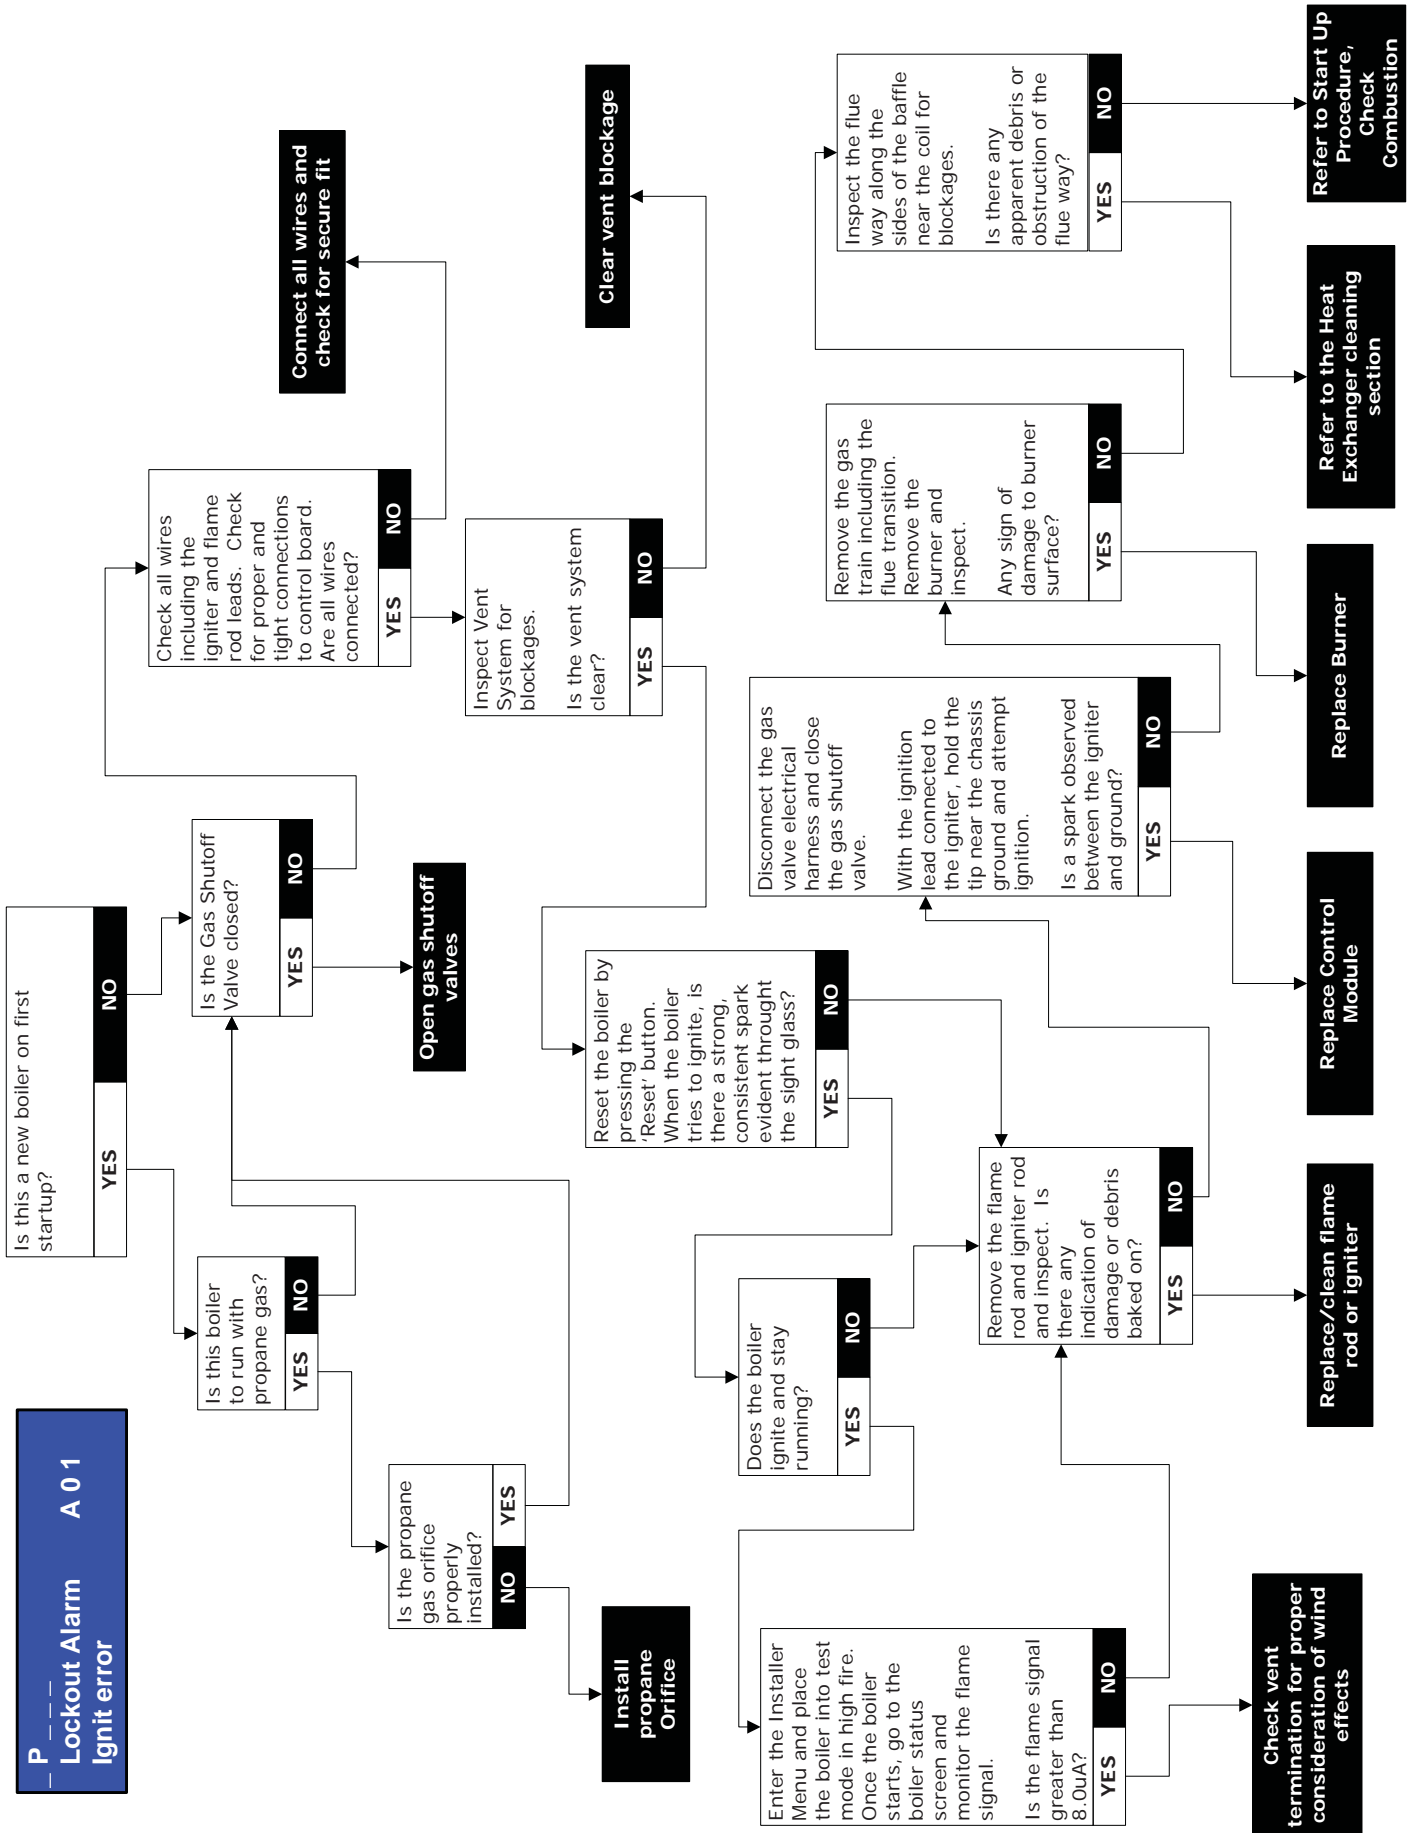 _ P _ _ _ _
Lockout Alarm A 0 1
Ignit error
Is this a new boiler on first
startup?
YES NO
Is this boiler
to run with
propane gas?
YES NO
Is the Gas Shutoff
Valve closed?
YES NO
Check all wires
including the
igniter and flame
rod leads. Check
for proper and
tight connections
to control board.
Are all wires
connected?
YES NO
Connect all wires and
check for secure fit
Is the propane
gas orifice
properly
installed?
NO YES
Open gas shutoff
valves
Inspect Vent
System for
blockages.
Is the vent system
clear?
YES NO
Install
propane
Orifice
Reset the boiler by
pressing the
'Reset' button.
When the boiler
tries to ignite, is
there a strong,
consistent spark
evident throught
the sight glass?
YES NO
Clear vent blockage
Does the boiler
ignite and stay
running?
YES NO
Enter the Installer
Menu and place
the boiler into test
mode in high fire.
Once the boiler
starts, go to the
boiler status
screen and
monitor the flame
signal.
Is the flame signal
greater than
8.0uA?
YES NO
Remove the flame
rod and igniter rod
and inspect. Is
there any
indication of
damage or debris
baked on?
YES NO
Disconnect the gas
valve electrical
harness and close
the gas shutoff
valve.
With the ignition
lead connected to
the igniter, hold the
tip near the chassis
ground and attempt
ignition.
Is a spark observed
between the igniter
and ground?
YES NO
Remove the gas
train including the
flue transition.
Remove the
burner and
inspect.
Any sign of
damage to burner
surface?
YES NO
Inspect the flue
way along the
sides of the baffle
near the coil for
blockages.
Is there any
apparent debris or
obstruction of the
flue way?
YES NO
Check vent
termination for proper
consideration of wind
effects
Replace/clean flame
rod or igniter
Replace Control
Module
Replace Burner
Refer to the Heat
Exchanger cleaning
section
Refer to Start Up
Procedure,
Check
Combustion